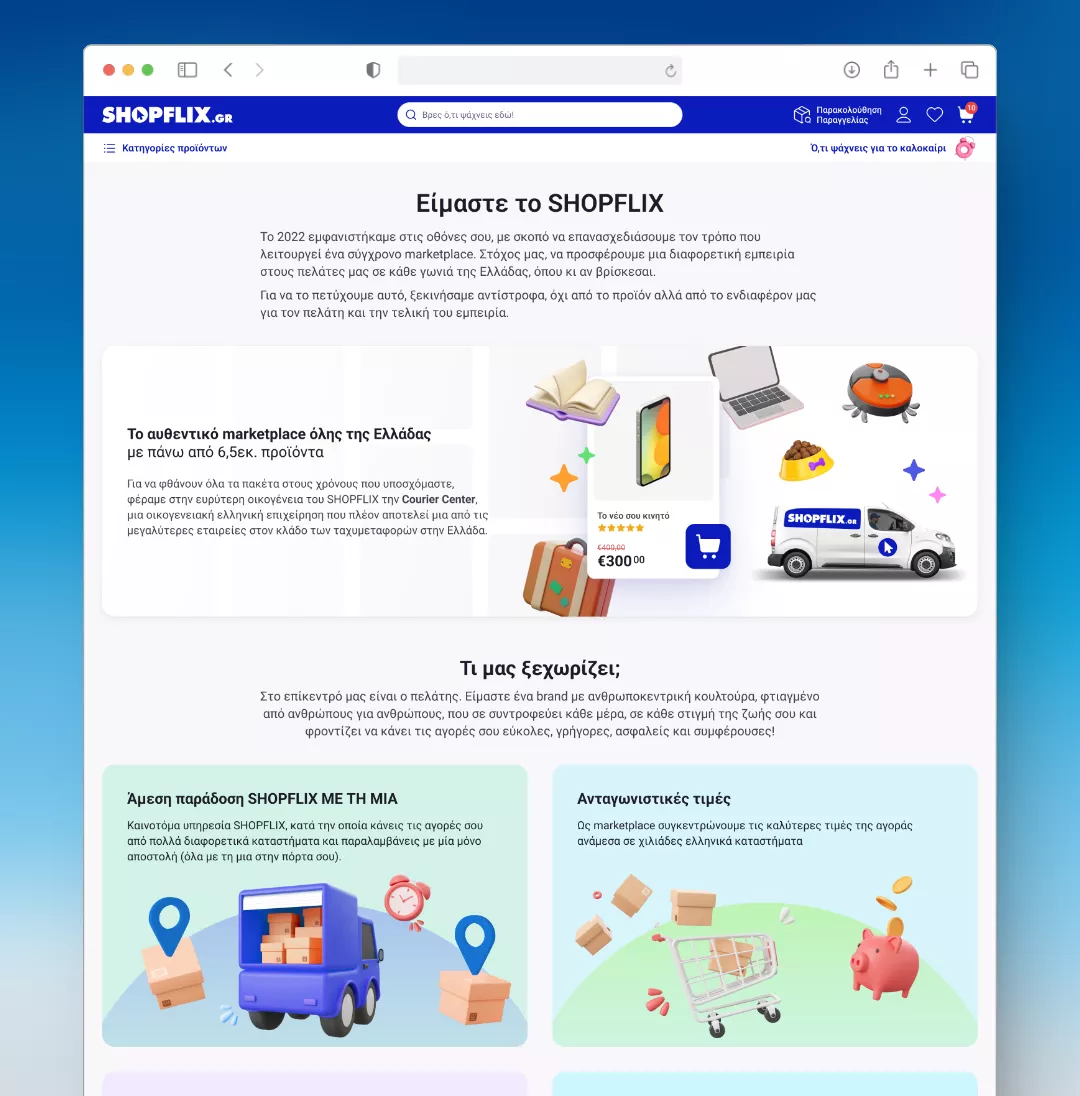 SHOPFLIX.GR
Βρες ό,τι ψάχνεις εδώ!
Παρακολούθηση
Παραγγελίας
10
Κατηγορίες προϊόντων
Ό,τι ψάχνεις για το καλοκαίρι
Είμαστε το SHOPFLIX
Το 2022 εμφανιστήκαμε στις οθόνες σου, με σκοπό να επανασχεδιάσουμε τον τρόπο που
λειτουργεί ένα σύγχρονο marketplace. Στόχος μας, να προσφέρουμε μια διαφορετική εμπειρία
στους πελάτες μας σε κάθε γωνιά της Ελλάδας, όπου κι αν βρίσκεσαι.
Για να το πετύχουμε αυτό, ξεκινήσαμε αντίστροφα, όχι από το προϊόν αλλά από το ενδιαφέρον μας
για τον πελάτη και την τελική του εμπειρία.
Το αυθεντικό marketplace όλης της Ελλάδας
με πάνω από 6,5εκ. προϊόντα
Για να φθάνουν όλα τα πακέτα στους χρόνους που υποσχόμαστε,
φέραμε στην ευρύτερη οικογένεια του SHOPFLIX την Courier Center,
μια οικογενειακή ελληνική επιχείρηση που πλέον αποτελεί μια από τις
μεγαλύτερες εταιρείες στον κλάδο των ταχυμεταφορών στην Ελλάδα.
Το νέο σου κινητό
€400,00
€300 00
SHOPFLIX.GR
Τι μας ξεχωρίζει;
Στο επίκεντρό μας είναι ο πελάτης. Είμαστε ένα brand με ανθρωποκεντρική κουλτούρα, φτιαγμένο
από ανθρώπους για ανθρώπους, που σε συντροφεύει κάθε μέρα, σε κάθε στιγμή της ζωής σου και
φροντίζει να κάνει τις αγορές σου εύκολες, γρήγορες, ασφαλείς και συμφέρουσες!
Άμεση παράδοση SHOPFLIX ΜΕ ΤΗ ΜΙΑ
Καινοτόμα υπηρεσία SHOPFLIX, κατά την οποία κάνεις τις αγορές σου
από πολλά διαφορετικά καταστήματα και παραλαμβάνεις με μία μόνο
αποστολή (όλα με τη μια στην πόρτα σου).
Ανταγωνιστικές τιμές
Ως marketplace συγκεντρώνουμε τις καλύτερες τιμές της αγοράς
ανάμεσα σε χιλιάδες ελληνικά καταστήματα